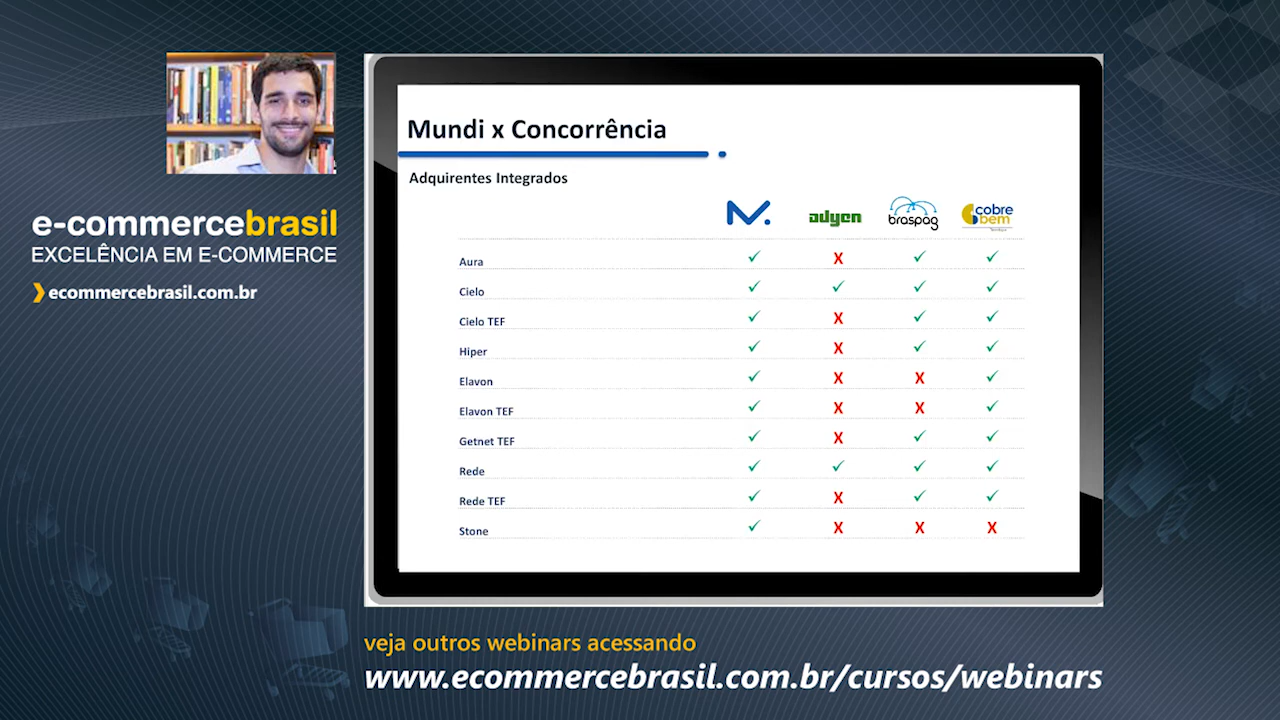 e-commercebrasil
EXCELÊNCIA EM E-COMMERCE
ecommercebrasil.com.br
Mundi x Concorrência
Adquirentes Integrados
M. adyen braspag cobre bem
Aura ✓ X ✓ ✓
Cielo ✓ ✓ ✓ ✓
Cielo TEF ✓ X ✓ ✓
Hiper ✓ X ✓ ✓
Elavon ✓ X X ✓
Elavon TEF ✓ X X ✓
Getnet TEF ✓ X ✓ ✓
Rede ✓ ✓ ✓ ✓
Rede TEF ✓ X ✓ ✓
Stone ✓ X X X
veja outros webinars acessando
www.ecommercebrasil.com.br/cursos/webinars